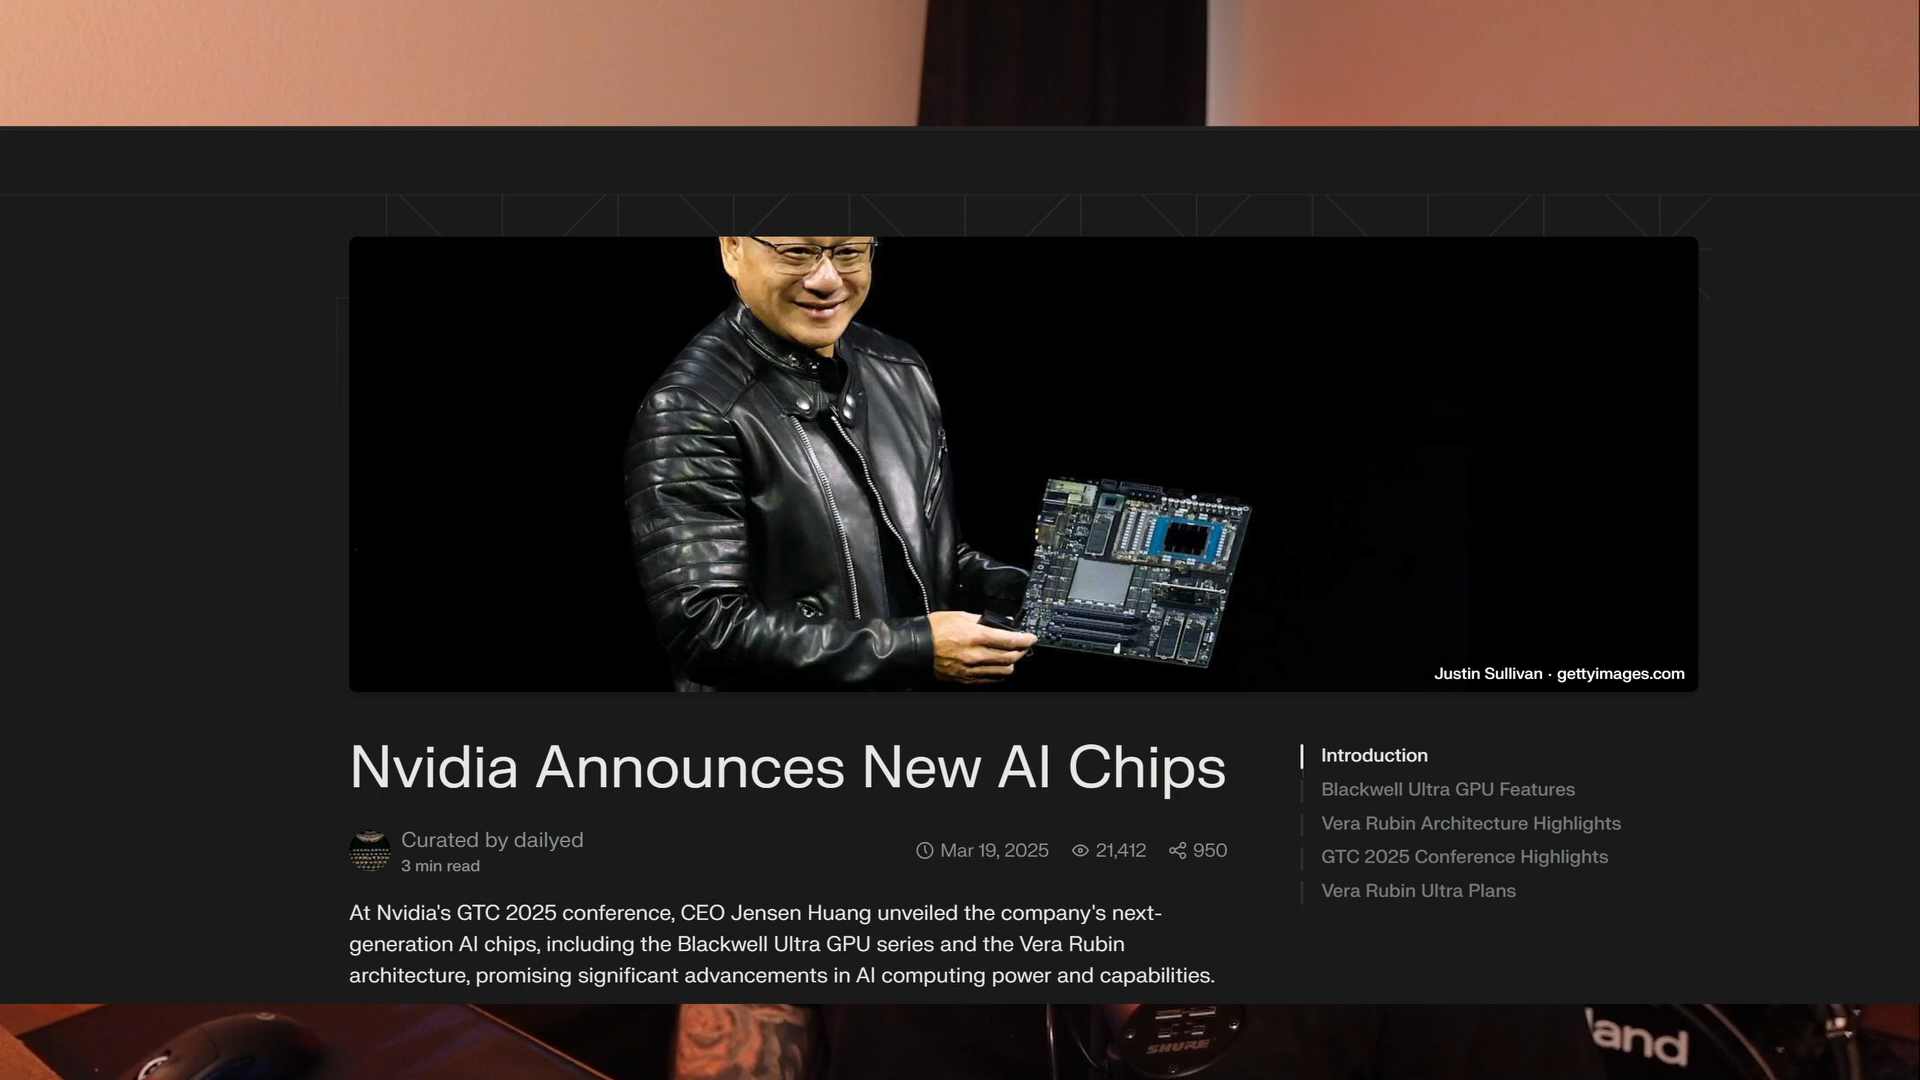 Justin Sullivan · gettyimages.com
Nvidia Announces New AI Chips
Curated by dailyed
3 min read
Mar 19, 2025
21,412
950
At Nvidia's GTC 2025 conference, CEO Jensen Huang unveiled the company's next-
generation AI chips, including the Blackwell Ultra GPU series and the Vera Rubin
architecture, promising significant advancements in AI computing power and capabilities.
Introduction
Blackwell Ultra GPU Features
Vera Rubin Architecture Highlights
GTC 2025 Conference Highlights
Vera Rubin Ultra Plans
SHURE
land